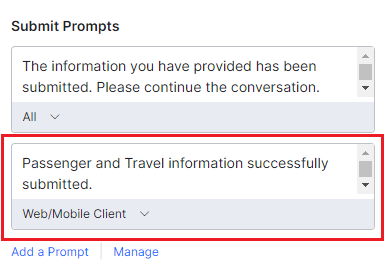 Submit Prompts
The information you have provided has been
submitted. Please continue the conversation.
All
Passenger and Travel information successfully
submitted.
Web/Mobile Client
Add a Prompt
Manage